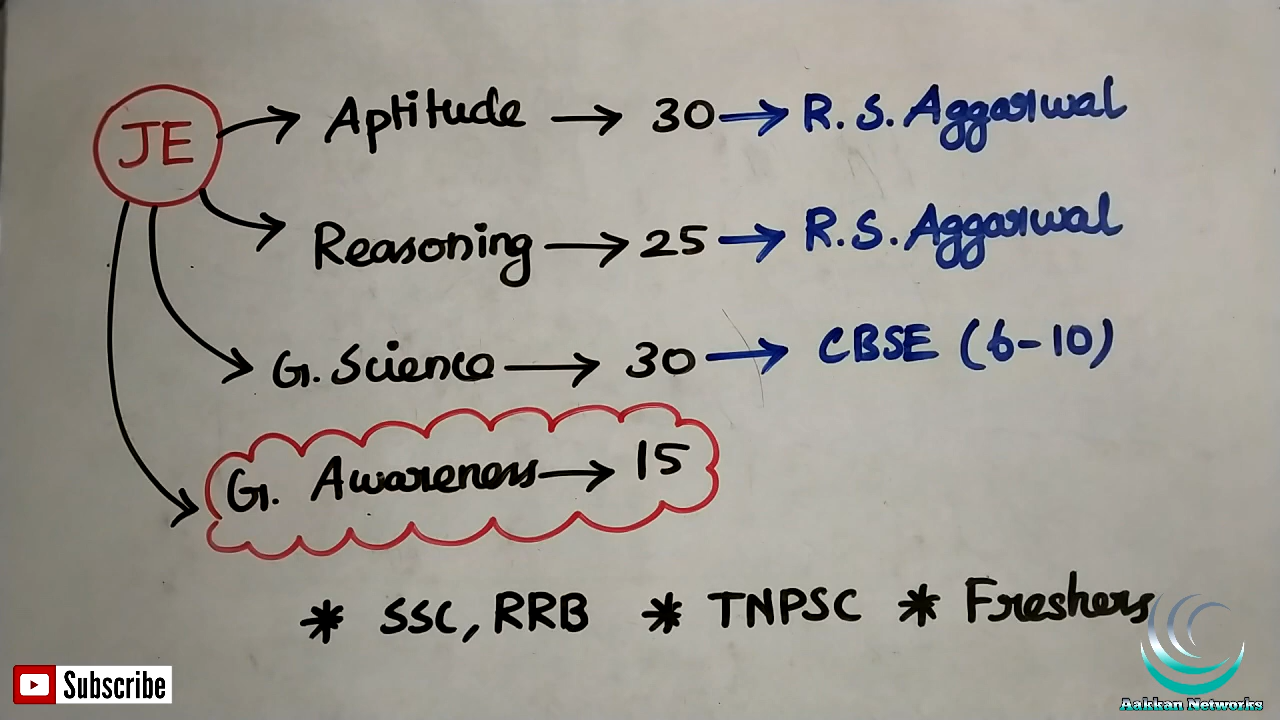 JE → Aptitude → 30 → R. S. Aggarwal
Reasoning → 25 → R. S. Aggarwal
G. Science → 30 → CBSE (6-10)
G. Awareness → 15
* SSC, RRB * TNPSC * Freshers
Subscribe
Aakkan Networks